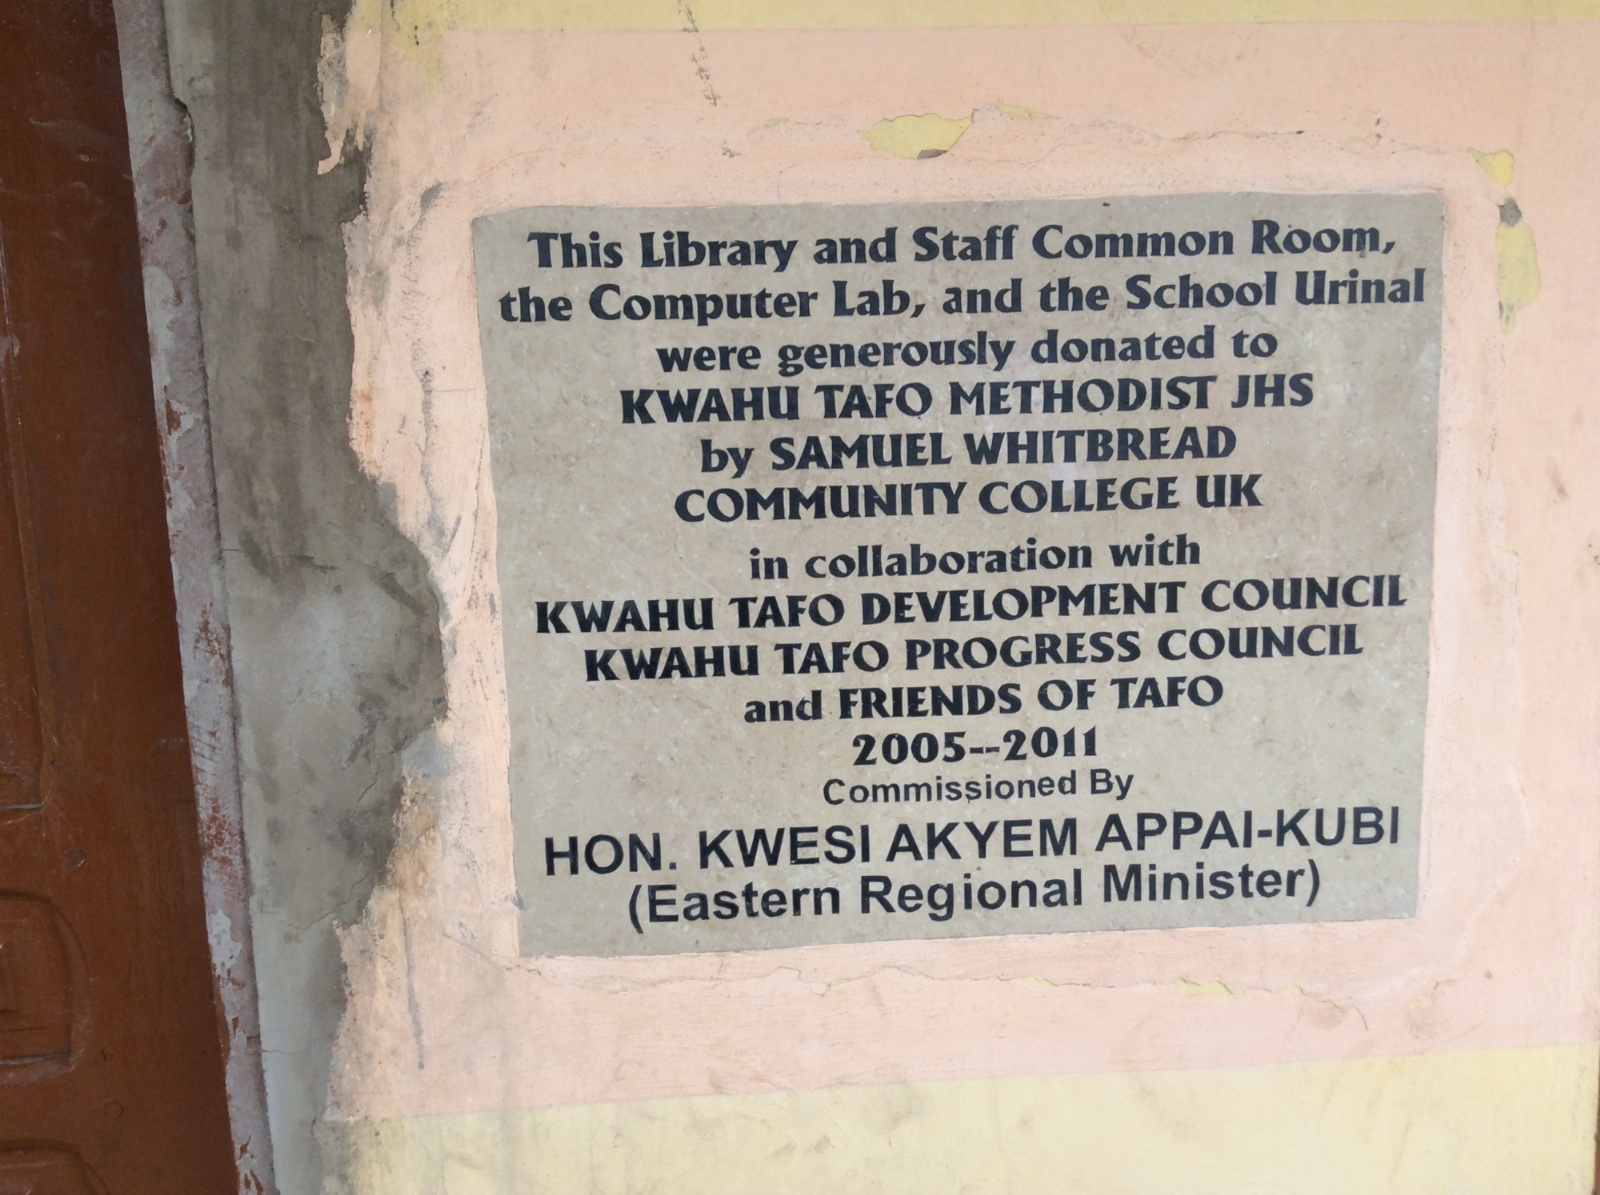 This Library and Staff Common Room,
the Computer Lab, and the School Urinal
were generously donated to
KWAHU TAFO METHODIST JHS
by SAMUEL WHITBREAD
COMMUNITY COLLEGE UK
in collaboration with
KWAHU TAFO DEVELOPMENT COUNCIL
KWAHU TAFO PROGRESS COUNCIL
and FRIENDS OF TAFO
2005--2011
Commissioned By
HON. KWESI AKYEM APPAI-KUBI
(Eastern Regional Minister)